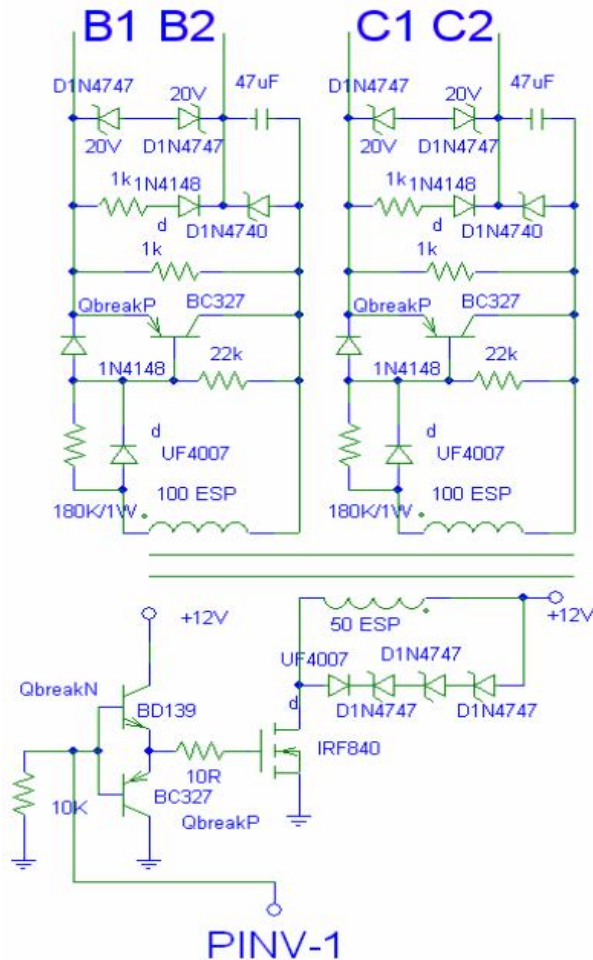 B1 B2
C1 C2
D1N4747
47uF
20V
20V
D1N4747
1k
1N4148
d
D1N4740
1k
QbreakP
BC327
1N4148
22k
d
UF4007
180K/1W
100 ESP
D1N4747
47uF
20V
20V
D1N4747
1k
1N4148
d
D1N4740
1k
QbreakP
BC327
1N4148
22k
d
UF4007
180K/1W
100 ESP
+12V
+12V
50 ESP
UF4007
D1N4747
d
D1N4747
D1N4747
QbreakN
BD139
IRF840
10R
10K
BC327
QbreakP
PINV-1